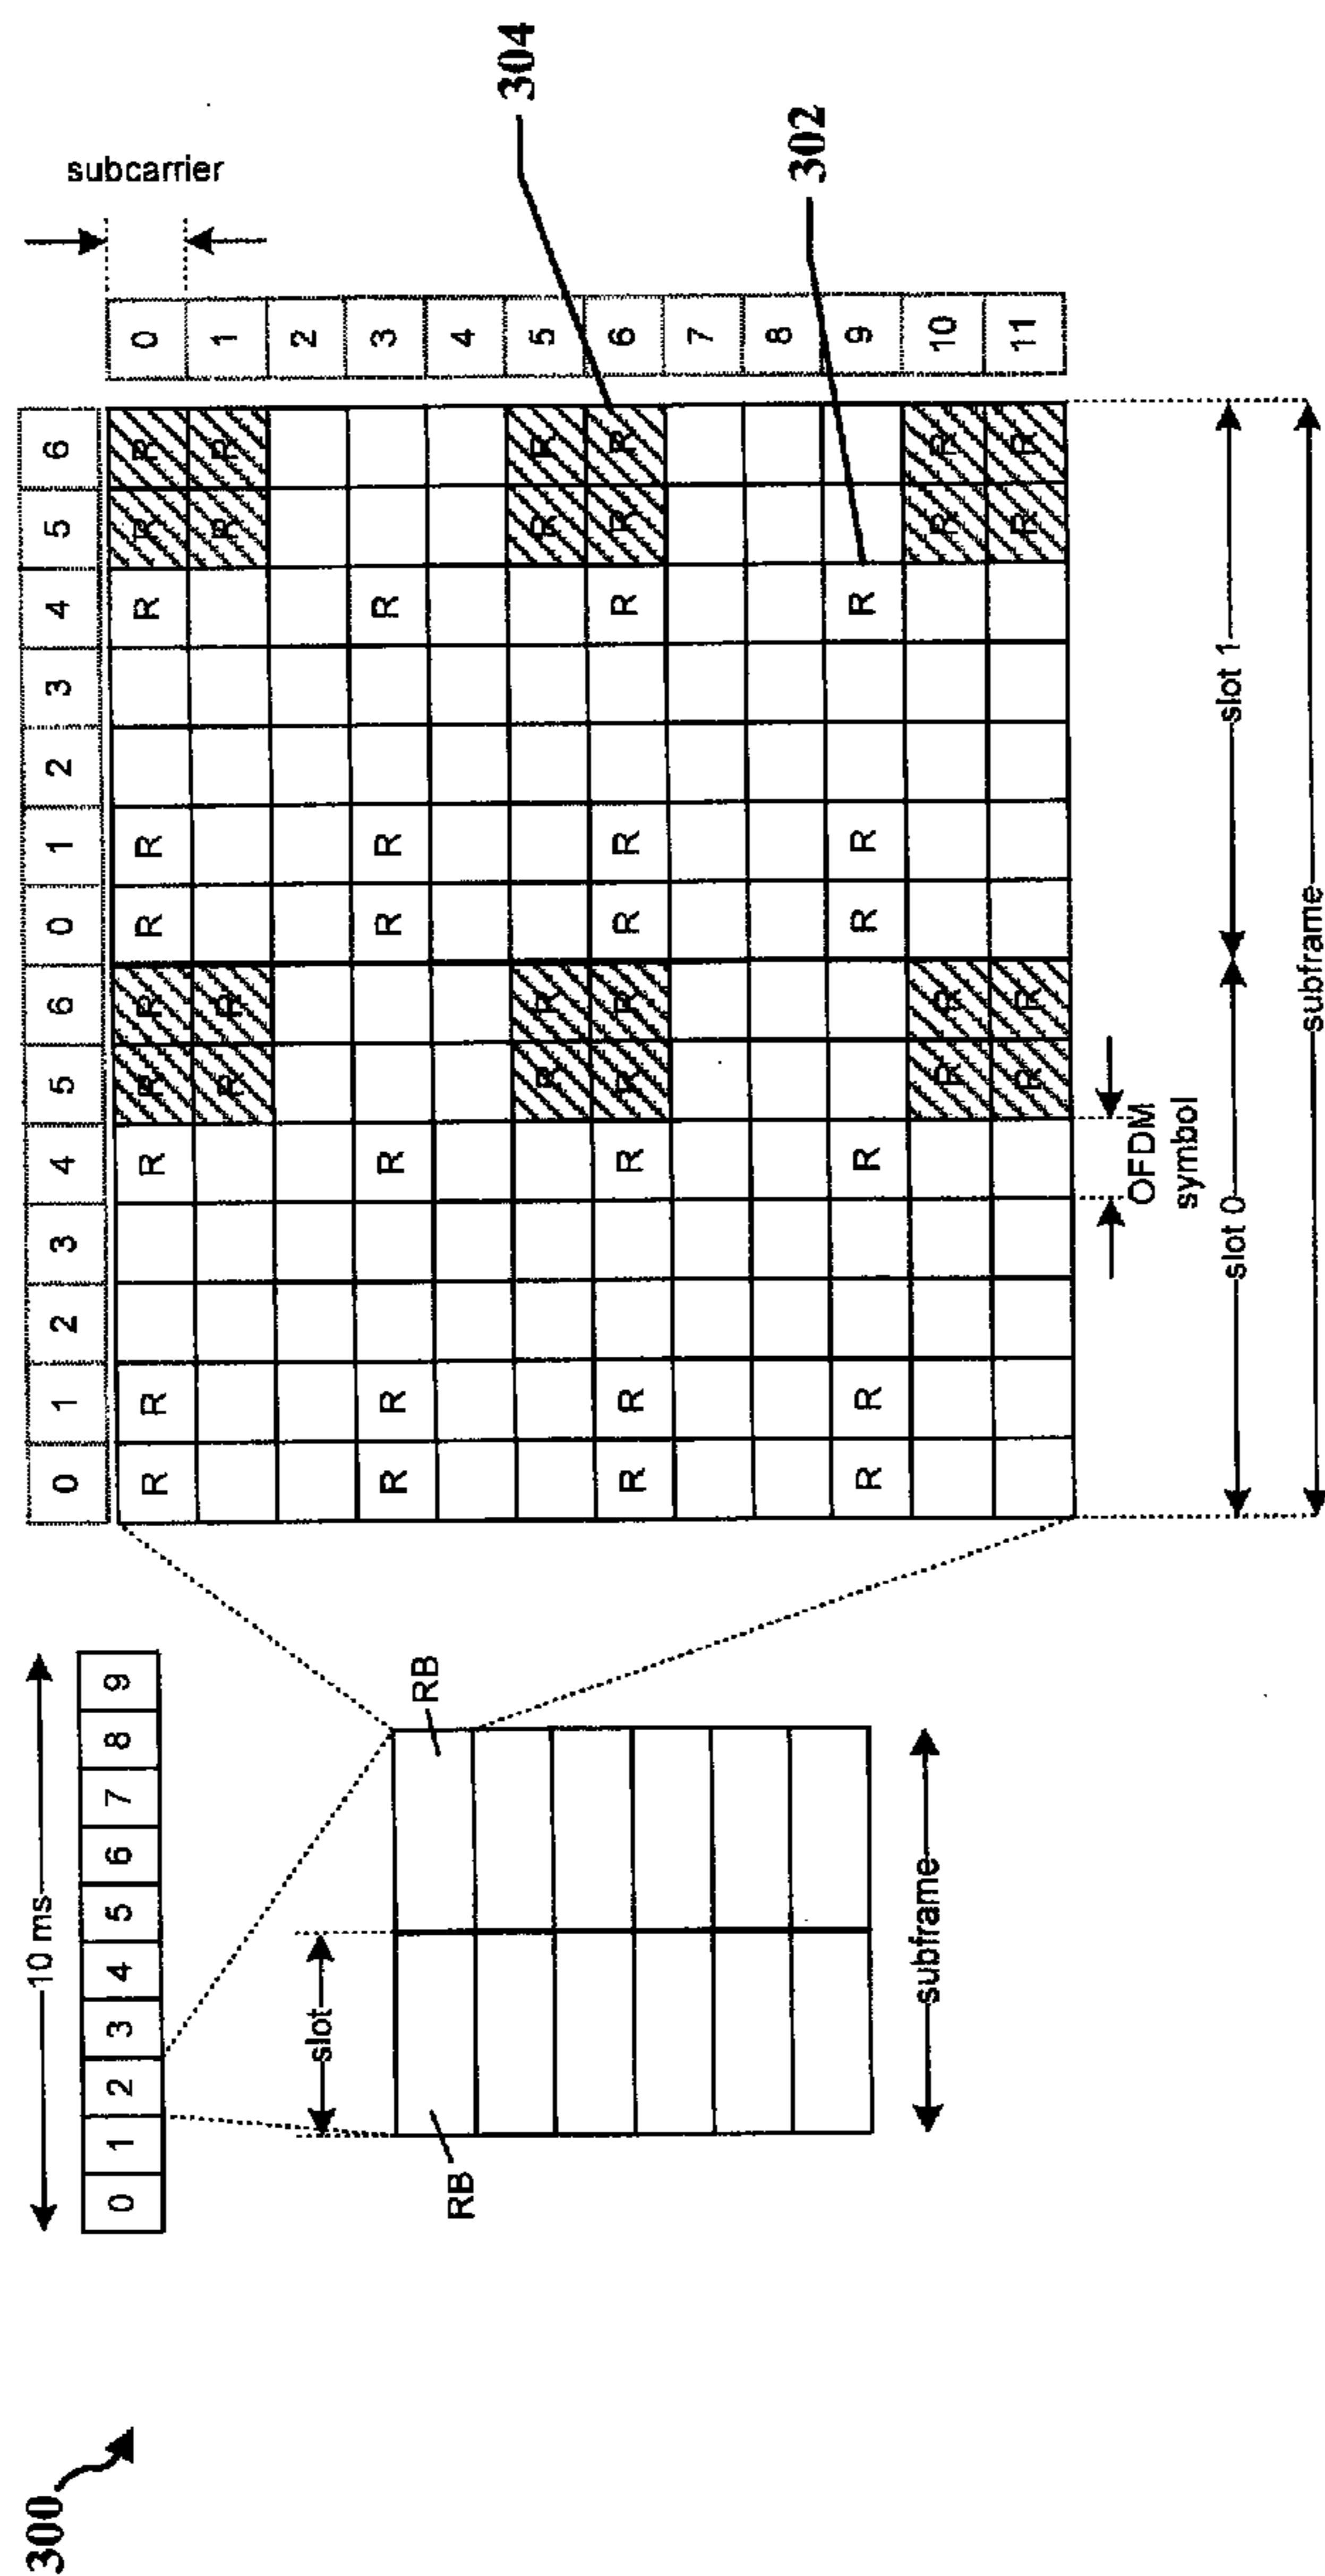 300
10 ms
0 1 2 3 4 5 6 7 8 9
0 1 2 3 4 5 6 0 1 2 3 4 5 6
subcarrier
R R R R R R R R R R 0
R R R R 1
2
R R R R R R 3
4
R R R R 5
R R R R R R R R R R 6
7
8
R R R R R R 9
R R R R 10
R R R R 11
304
302
slot
RB
RB
subframe
OFDM
symbol
slot 0
slot 1
subframe